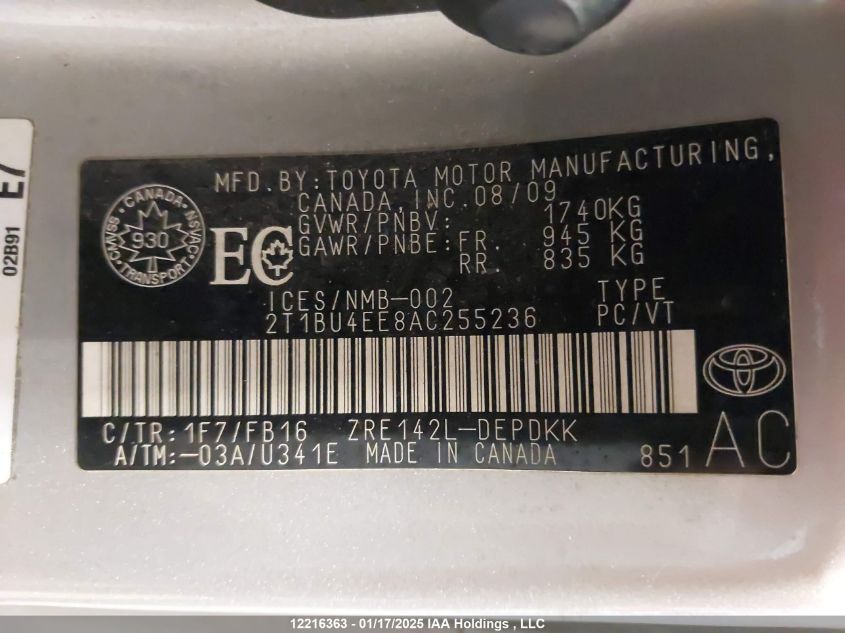 MFD. BY: TOYOTA MOTOR MANUFACTURING,
CANADA, INC. 08/09
GVWR/PNBV: 1740KG
GAWR/PNBE: FR. 945 KG
RR. 835 KG
CANADA
CMVSS 930 NSVAC
TRANSPORT
EC
ICES/NMB-002 TYPE
2T1BU4EE8AC255236 PC/VT
C/TR: 1F7/FB16 ZRE142L-DEPDKK
A/TM:-03A/U341E MADE IN CANADA 851 AC
02B91 E7
12216363 - 01/17/2025 IAA Holdings , LLC